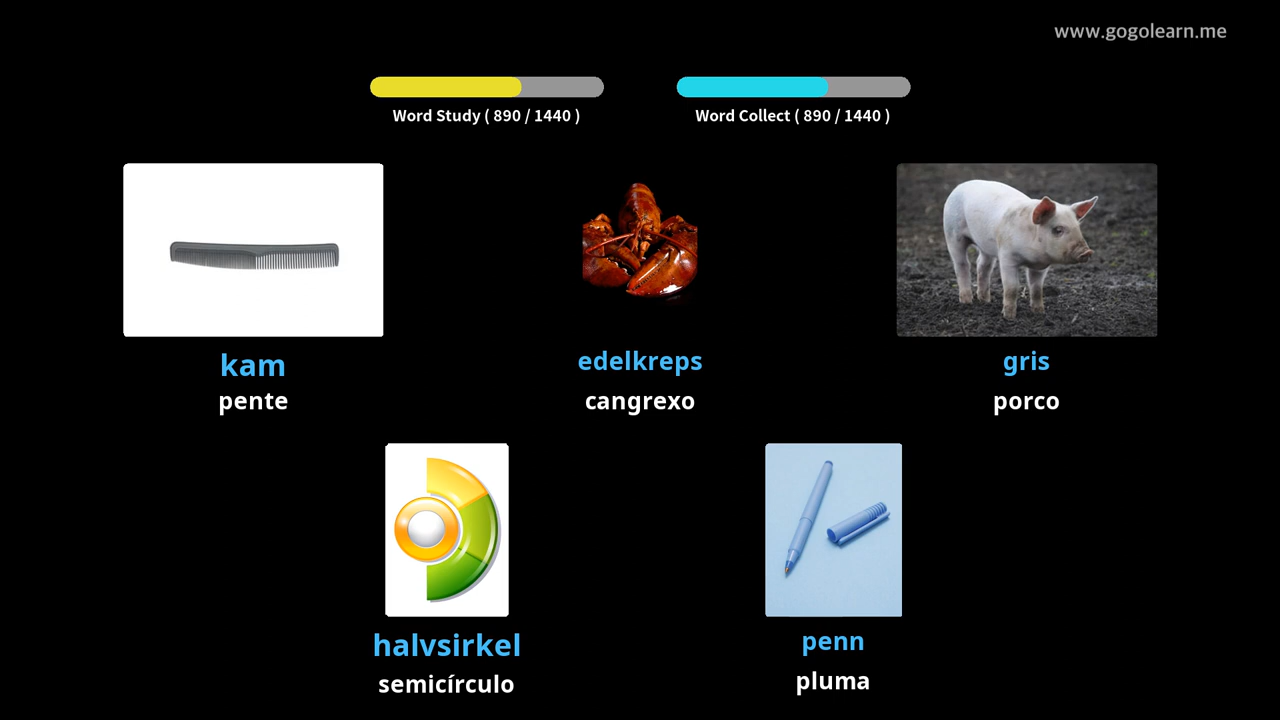 www.gogolearn.me
Word Study ( 890 / 1440 )
Word Collect ( 890 / 1440 )
kam
pente
edelkreps
cangrexo
gris
porco
halvsirkel
semicírculo
penn
pluma